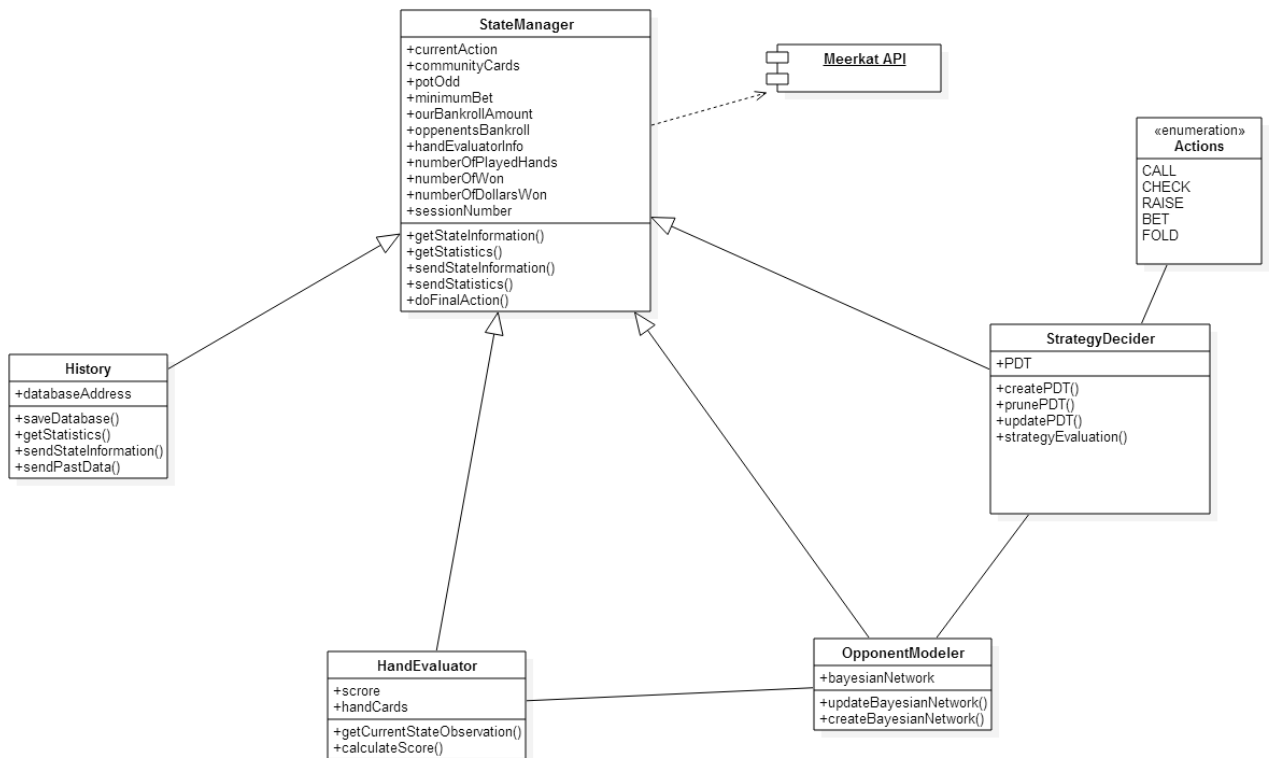 StateManager
+currentAction
+communityCards
+potOdd
+minimumBet
+ourBankrollAmount
+oppenentsBankroll
+handEvaluatorInfo
+numberOfPlayedHands
+numberOfWon
+numberOfDollarsWon
+sessionNumber
+getStateInformation()
+getStatistics()
+sendStateInformation()
+sendStatistics()
+doFinalAction()
Meerkat API
«enumeration»
Actions
CALL
CHECK
RAISE
BET
FOLD
History
+databaseAddress
+saveDatabase()
+getStatistics()
+sendStateInformation()
+sendPastData()
StrategyDecider
+PDT
+createPDT()
+prunePDT()
+updatePDT()
+strategyEvaluation()
HandEvaluator
+scrore
+handCards
+getCurrentStateObservation()
+calculateScore()
OpponentModeler
+bayesianNetwork
+updateBayesianNetwork()
+createBayesianNetwork()